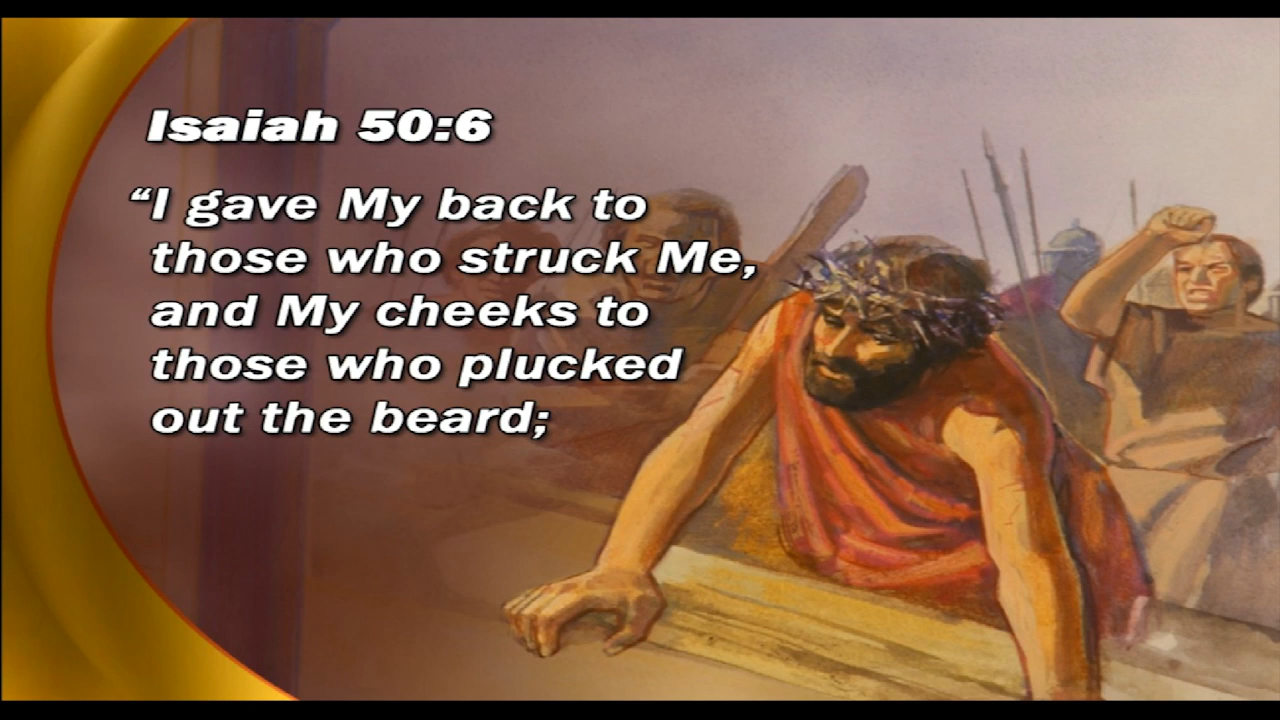 Isaiah 50:6
“I gave My back to
those who struck Me,
and My cheeks to
those who plucked
out the beard;